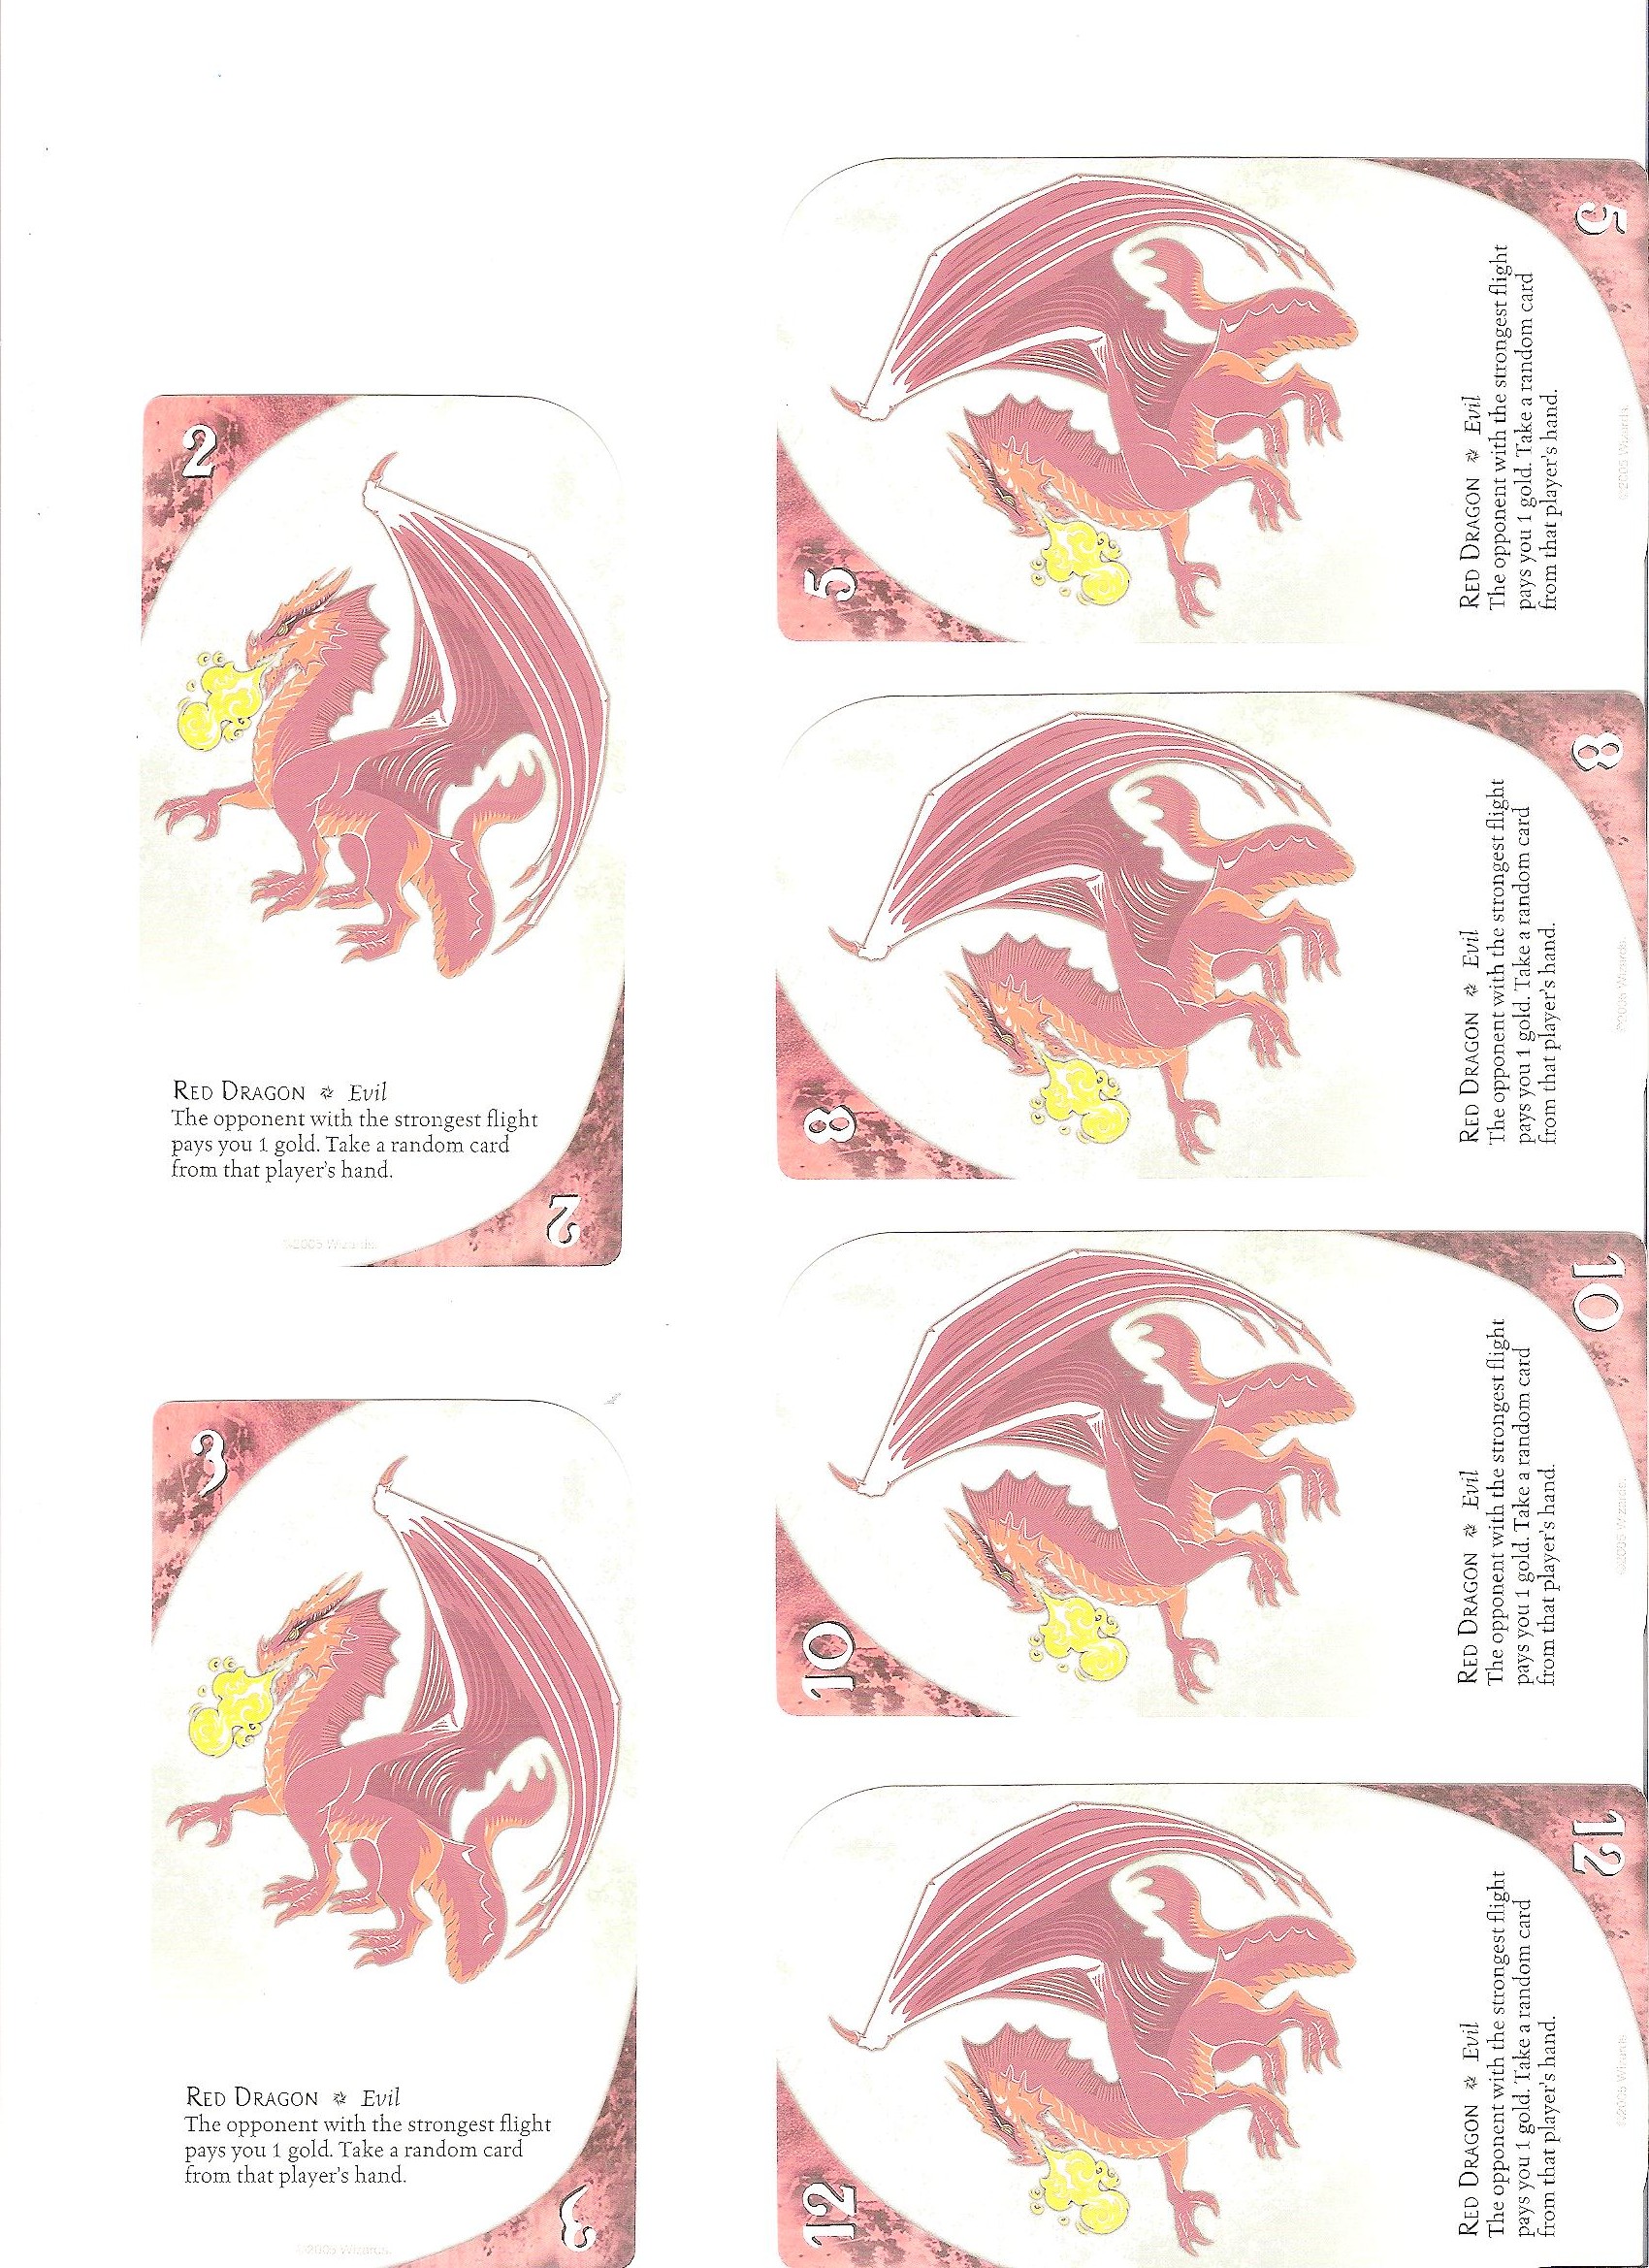 2
RED DRAGON Evil
The opponent with the strongest flight
pays you 1 gold. Take a random card
from that player's hand.
2
©2005 Wizards.
3
RED DRAGON Evil
The opponent with the strongest flight
pays you 1 gold. Take a random card
from that player's hand.
3
©2005 Wizards.
5
RED DRAGON Evil
The opponent with the strongest flight
pays you 1 gold. Take a random card
from that player's hand.
5
©2005 Wizards.
8
RED DRAGON Evil
The opponent with the strongest flight
pays you 1 gold. Take a random card
from that player's hand.
8
©2005 Wizards.
10
RED DRAGON Evil
The opponent with the strongest flight
pays you 1 gold. Take a random card
from that player's hand.
10
©2005 Wizards.
12
RED DRAGON Evil
The opponent with the strongest flight
pays you 1 gold. Take a random card
from that player's hand.
12
©2005 Wizards.